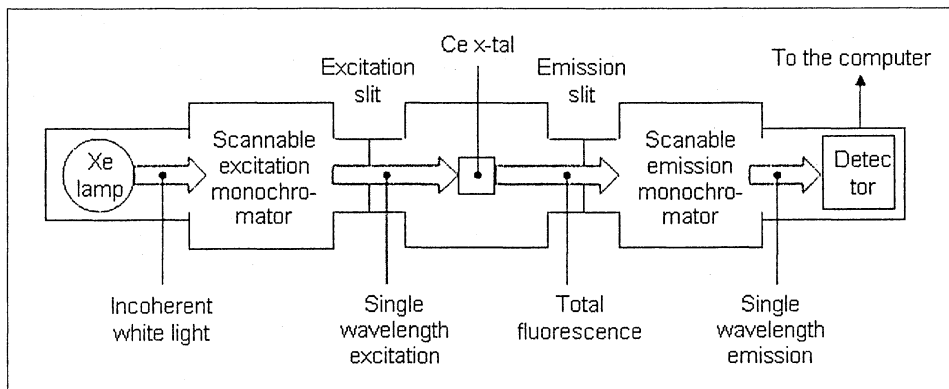 Ce x-tal
To the computer
Excitation
slit
Emission
slit
Xe
lamp
Scannable
excitation
monochro-
mator
Scanable
emission
monochro-
mator
Detec
tor
Incoherent
white light
Single
wavelength
excitation
Total
fluorescence
Single
wavelength
emission